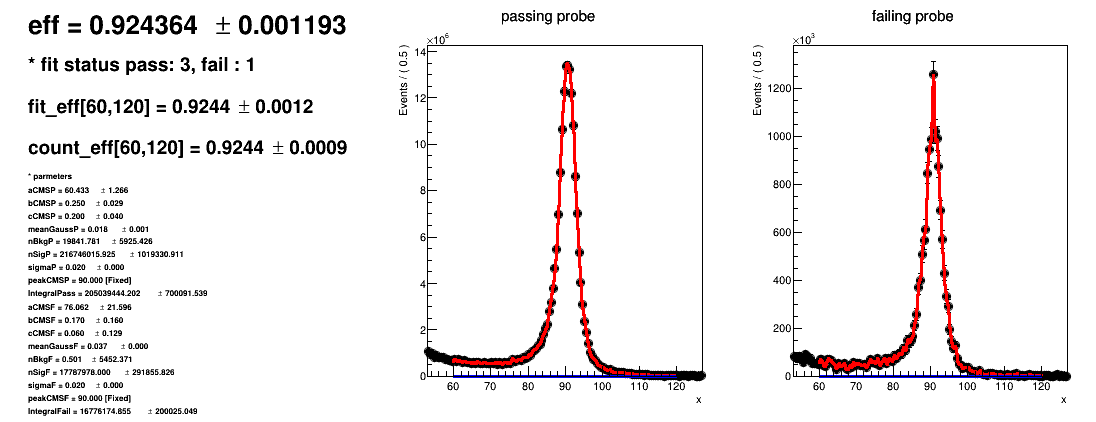 eff = 0.924364 ± 0.001193
* fit status pass: 3, fail : 1
fit_eff[60,120] = 0.9244 ± 0.0012
count_eff[60,120] = 0.9244 ± 0.0009
* parmeters
aCMSP = 60.433 ± 1.266
bCMSP = 0.250 ± 0.029
cCMSP = 0.200 ± 0.040
meanGaussP = 0.018 ± 0.001
nBkgP = 19841.781 ± 5925.426
nSigP = 216746015.925 ± 1019330.911
sigmaP = 0.020 ± 0.000
peakCMSP = 90.000 [Fixed]
IntegralPass = 205039444.202 ± 700091.539
aCMSF = 76.062 ± 21.596
bCMSF = 0.170 ± 0.160
cCMSF = 0.060 ± 0.129
meanGaussF = 0.037 ± 0.000
nBkgF = 0.501 ± 5452.371
nSigF = 17787978.000 ± 291855.826
sigmaF = 0.020 ± 0.000
peakCMSF = 90.000 [Fixed]
IntegralFail = 16776174.855 ± 200025.049
passing probe
×10⁶
Events / ( 0.5 )
14
12
10
8
6
4
2
0
60 70 80 90 100 110 120
x
failing probe
×10³
Events / ( 0.5 )
1200
1000
800
600
400
200
0
60 70 80 90 100 110 120
x